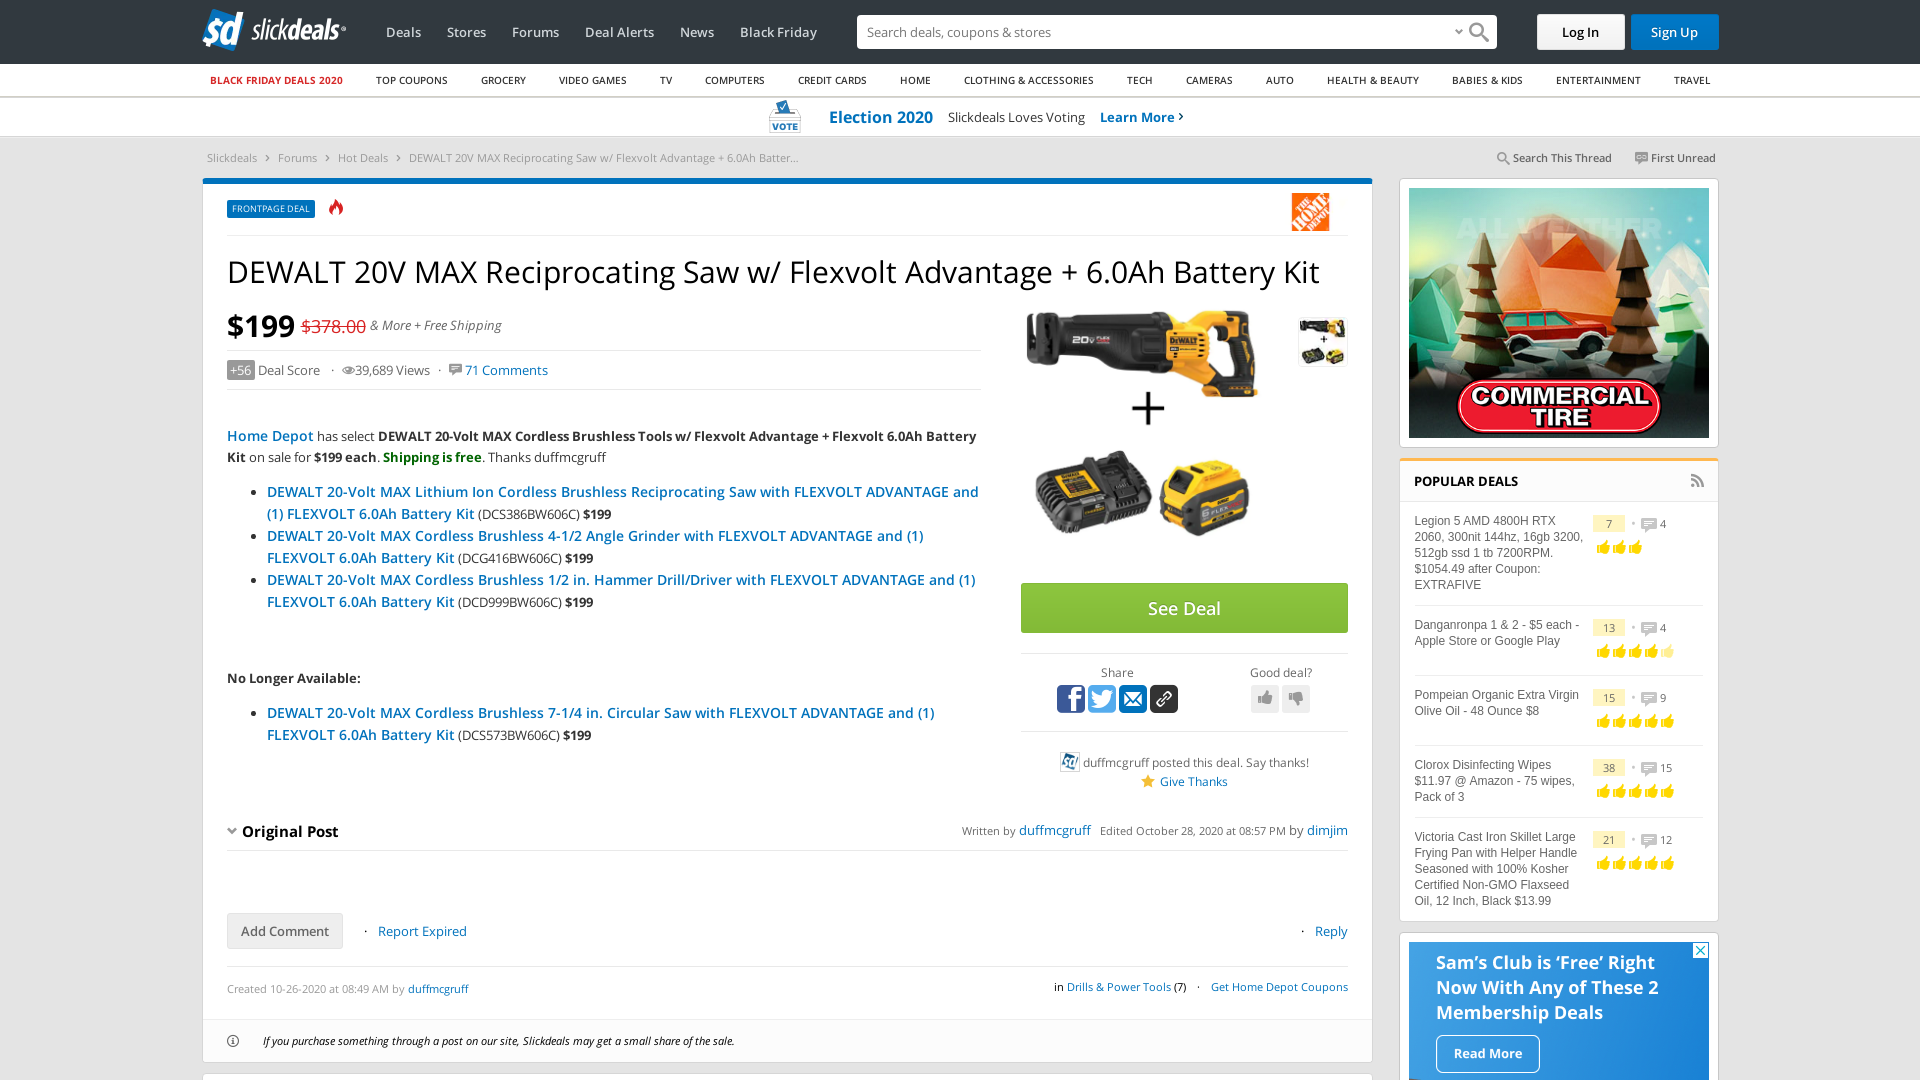 slickdeals
Deals
Stores
Forums
Deal Alerts
News
Black Friday
Search deals, coupons & stores
Log In
Sign Up
BLACK FRIDAY DEALS 2020
TOP COUPONS
GROCERY
VIDEO GAMES
TV
COMPUTERS
CREDIT CARDS
HOME
CLOTHING & ACCESSORIES
TECH
CAMERAS
AUTO
HEALTH & BEAUTY
BABIES & KIDS
ENTERTAINMENT
TRAVEL
VOTE
Election 2020 Slickdeals Loves Voting Learn More
Slickdeals › Forums › Hot Deals › DEWALT 20V MAX Reciprocating Saw w/ Flexvolt Advantage + 6.0Ah Batter...
Search This Thread
First Unread
FRONTPAGE DEAL
THE HOME DEPOT
DEWALT 20V MAX Reciprocating Saw w/ Flexvolt Advantage + 6.0Ah Battery Kit
$199 $378.00 & More + Free Shipping
+56 Deal Score · 39,689 Views · 71 Comments
Home Depot has select DEWALT 20-Volt MAX Cordless Brushless Tools w/ Flexvolt Advantage + Flexvolt 6.0Ah Battery
Kit on sale for $199 each. Shipping is free. Thanks duffmcgruff
• DEWALT 20-Volt MAX Lithium Ion Cordless Brushless Reciprocating Saw with FLEXVOLT ADVANTAGE and
(1) FLEXVOLT 6.0Ah Battery Kit (DCS386BW606C) $199
• DEWALT 20-Volt MAX Cordless Brushless 4-1/2 Angle Grinder with FLEXVOLT ADVANTAGE and (1)
FLEXVOLT 6.0Ah Battery Kit (DCG416BW606C) $199
• DEWALT 20-Volt MAX Cordless Brushless 1/2 in. Hammer Drill/Driver with FLEXVOLT ADVANTAGE and (1)
FLEXVOLT 6.0Ah Battery Kit (DCD999BW606C) $199
No Longer Available:
• DEWALT 20-Volt MAX Cordless Brushless 7-1/4 in. Circular Saw with FLEXVOLT ADVANTAGE and (1)
FLEXVOLT 6.0Ah Battery Kit (DCS573BW606C) $199
20V
DEWALT
See Deal
Share
Good deal?
duffmcgruff posted this deal. Say thanks!
Give Thanks
Original Post
Written by duffmcgruff Edited October 28, 2020 at 08:57 PM by dimjim
Add Comment · Report Expired
· Reply
Created 10-26-2020 at 08:49 AM by duffmcgruff
in Drills & Power Tools (7) · Get Home Depot Coupons
If you purchase something through a post on our site, Slickdeals may get a small share of the sale.
ALL WEATHER
COMMERCIAL
TIRE
POPULAR DEALS
Legion 5 AMD 4800H RTX
2060, 300nit 144hz, 16gb 3200,
512gb ssd 1 tb 7200RPM.
$1054.49 after Coupon:
EXTRAFIVE
7 • 4
Danganronpa 1 & 2 - $5 each -
Apple Store or Google Play
13 • 4
Pompeian Organic Extra Virgin
Olive Oil - 48 Ounce $8
15 • 9
Clorox Disinfecting Wipes
$11.97 @ Amazon - 75 wipes,
Pack of 3
38 • 15
Victoria Cast Iron Skillet Large
Frying Pan with Helper Handle
Seasoned with 100% Kosher
Certified Non-GMO Flaxseed
Oil, 12 Inch, Black $13.99
21 • 12
Sam's Club is ‘Free’ Right
Now With Any of These 2
Membership Deals
Read More